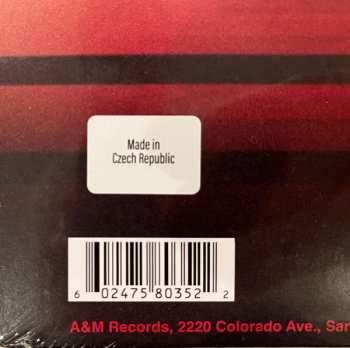 Made in
Czech Republic
6 02475 80352 2
A&M Records, 2220 Colorado Ave., San